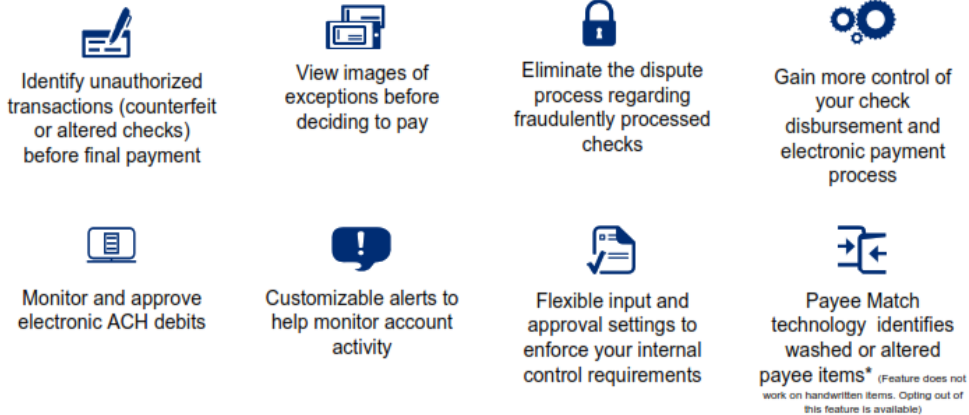 Identify unauthorized
transactions (counterfeit
or altered checks)
before final payment
View images of
exceptions before
deciding to pay
Eliminate the dispute
process regarding
fraudulently processed
checks
Gain more control of
your check
disbursement and
electronic payment
process
Monitor and approve
electronic ACH debits
Customizable alerts to
help monitor account
activity
Flexible input and
approval settings to
enforce your internal
control requirements
Payee Match
technology identifies
washed or altered
payee items* (Feature does not
work on handwritten items. Opting out of
this feature is available)